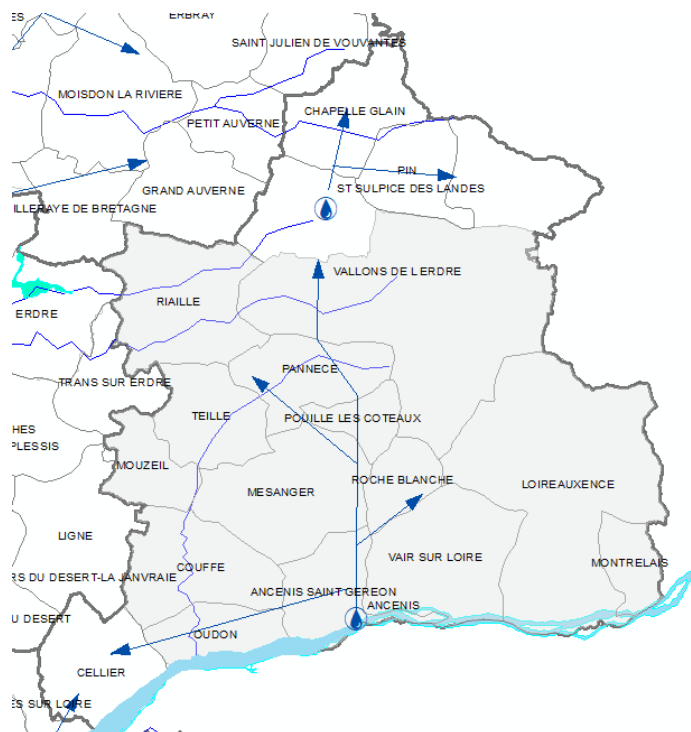 ES
ERBRAY
SAINT JULIEN DE VOUVANTES
MOISDON LA RIVIERE
CHAPELLE GLAIN
PETIT AUVERNE
PIN
GRAND AUVERNE
ST SULPICE DES LANDES
ILLERAYE DE BRETAGNE
VALLONS DE L ERDRE
RIAILLE
ERDRE
PANNECE
TRANS SUR ERDRE
TEILLE
POUILLE LES COTEAUX
HES
PLESSIS
MOUZEIL
ROCHE BLANCHE
LOIREAUXENCE
MESANGER
LIGNE
VAIR SUR LOIRE
MONTRELAIS
COUFFE
RS DU DESERT-LA JANVRAIE
ANCENIS SAINT GEREON
ANCENIS
U DESERT
OUDON
CELLIER
ES SUR LOIRE